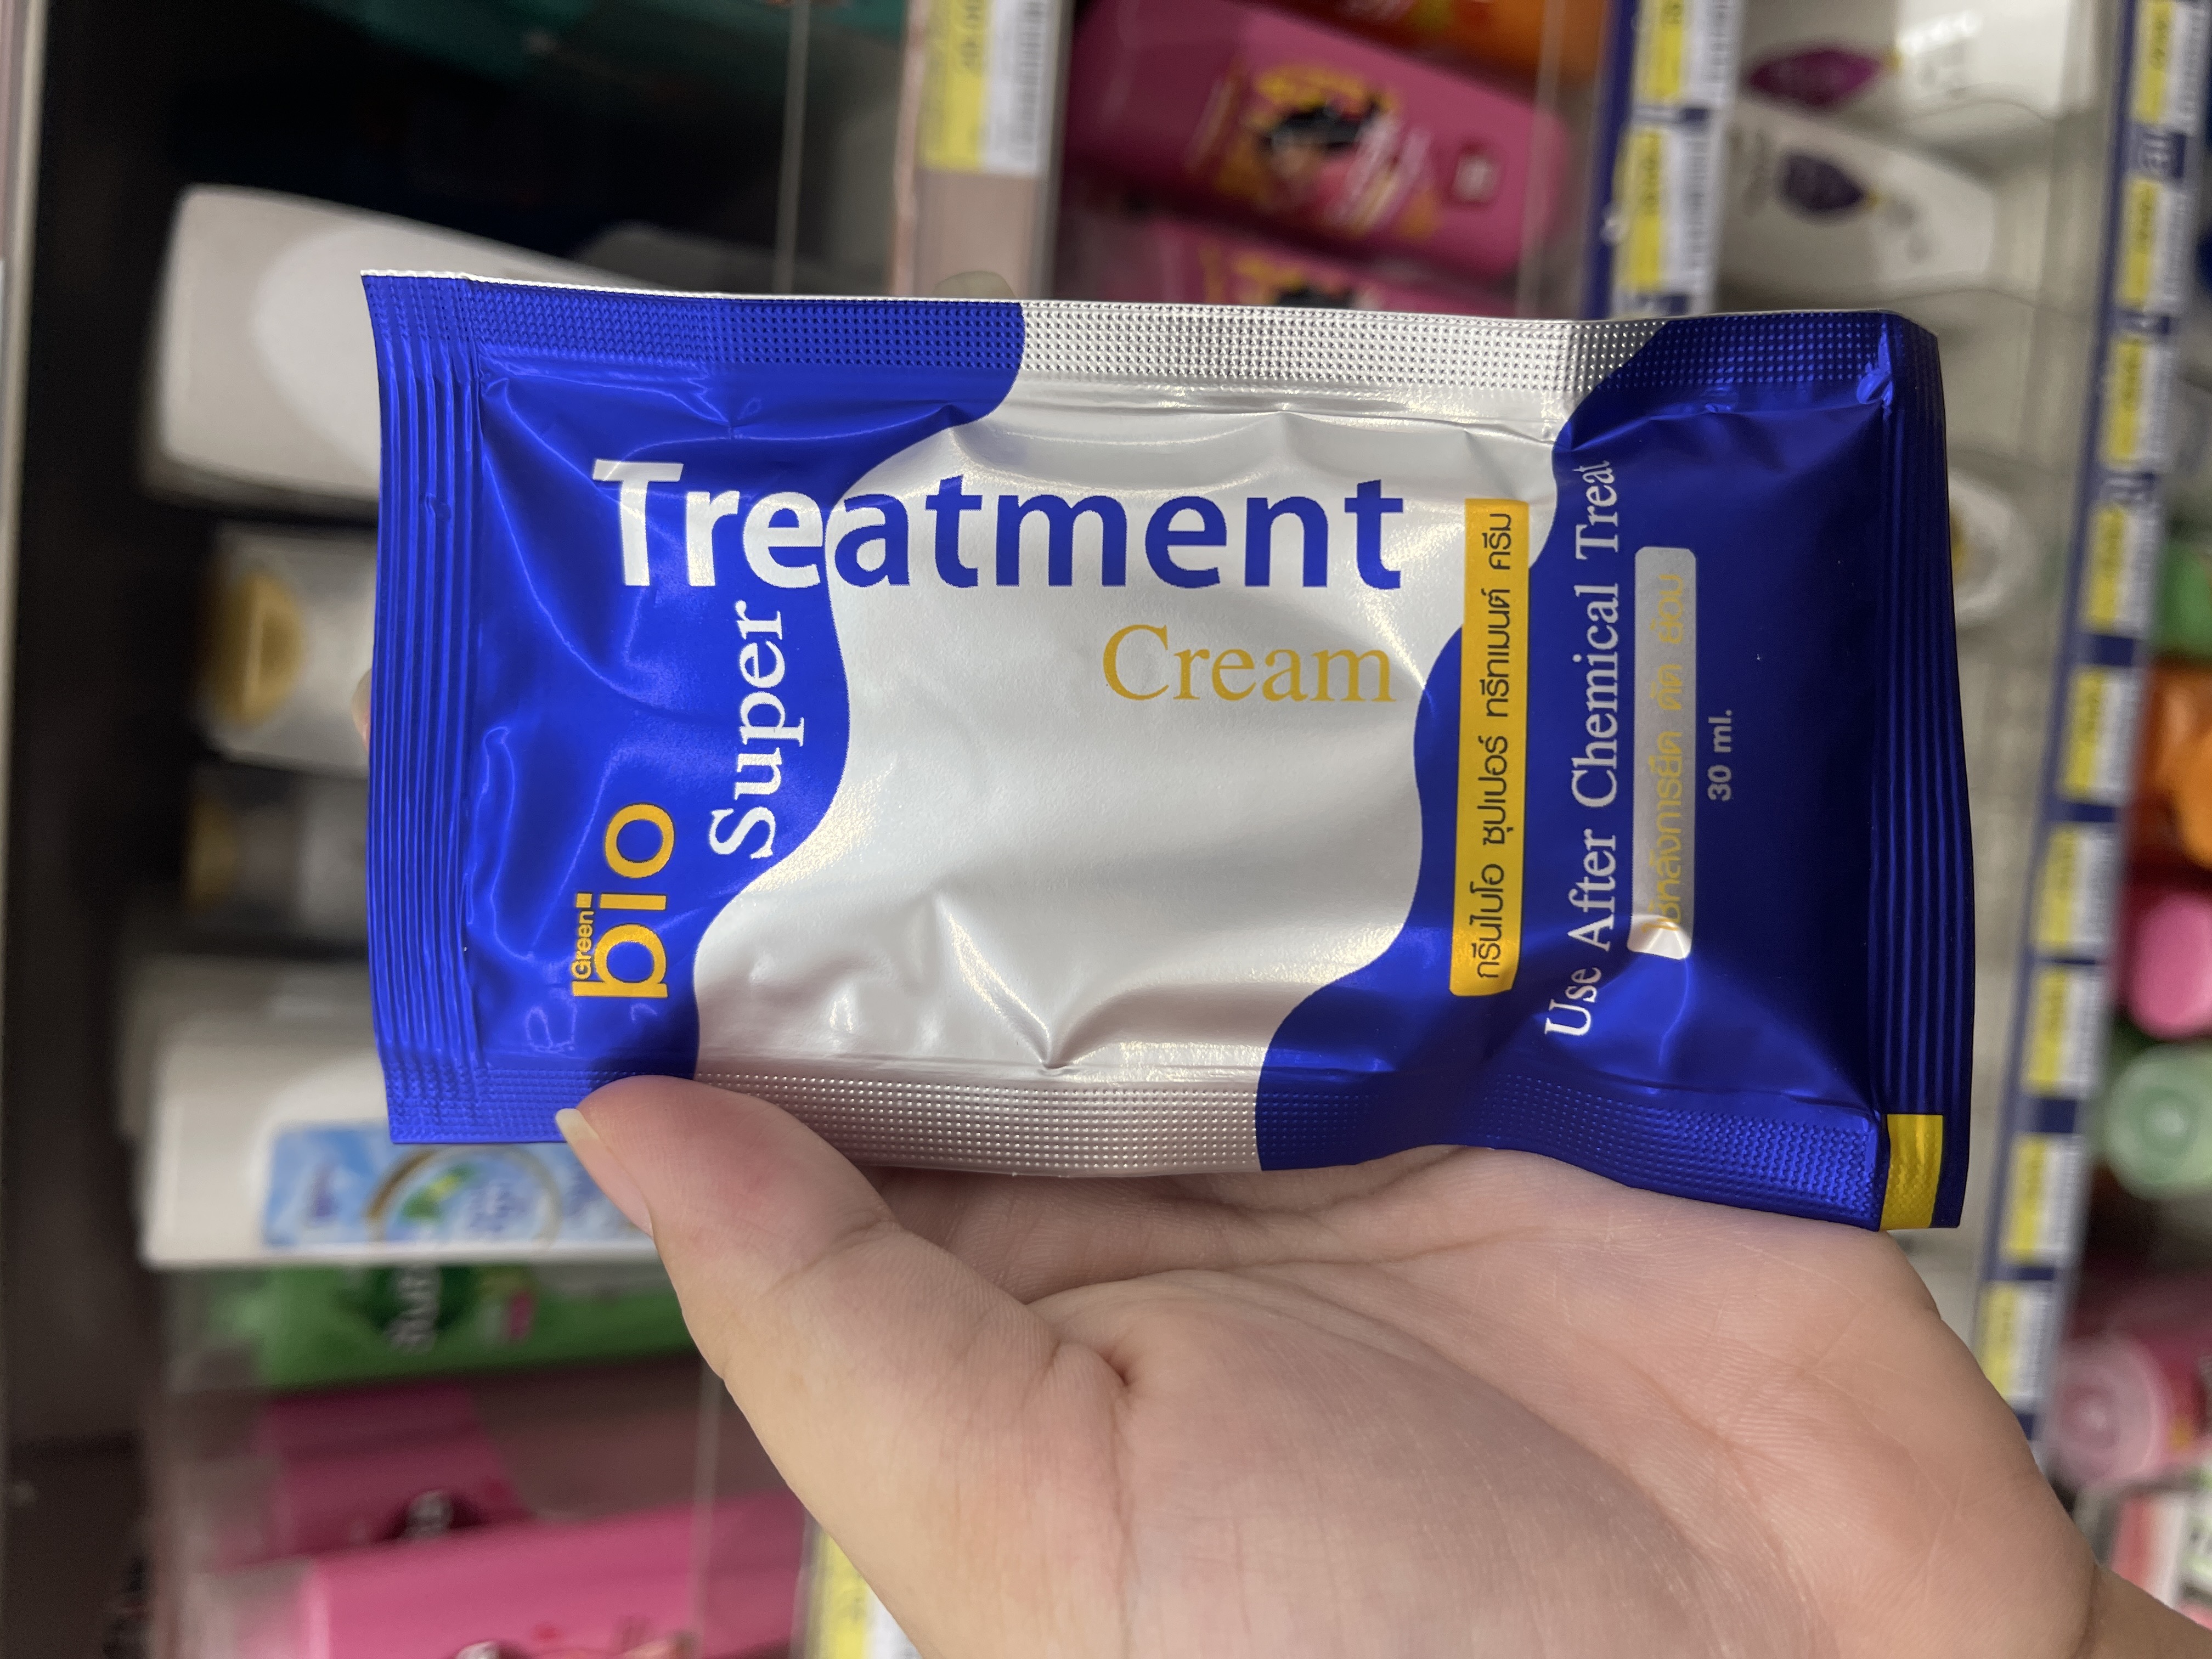 Green
bio
Super
Treatment
Cream
กรีนไบโอ ซุปเปอร์ ทรีทเมนต์ ครีม
Use After Chemical Treat
ใช้หลังการยืด ดัด ย้อม
30 ml.